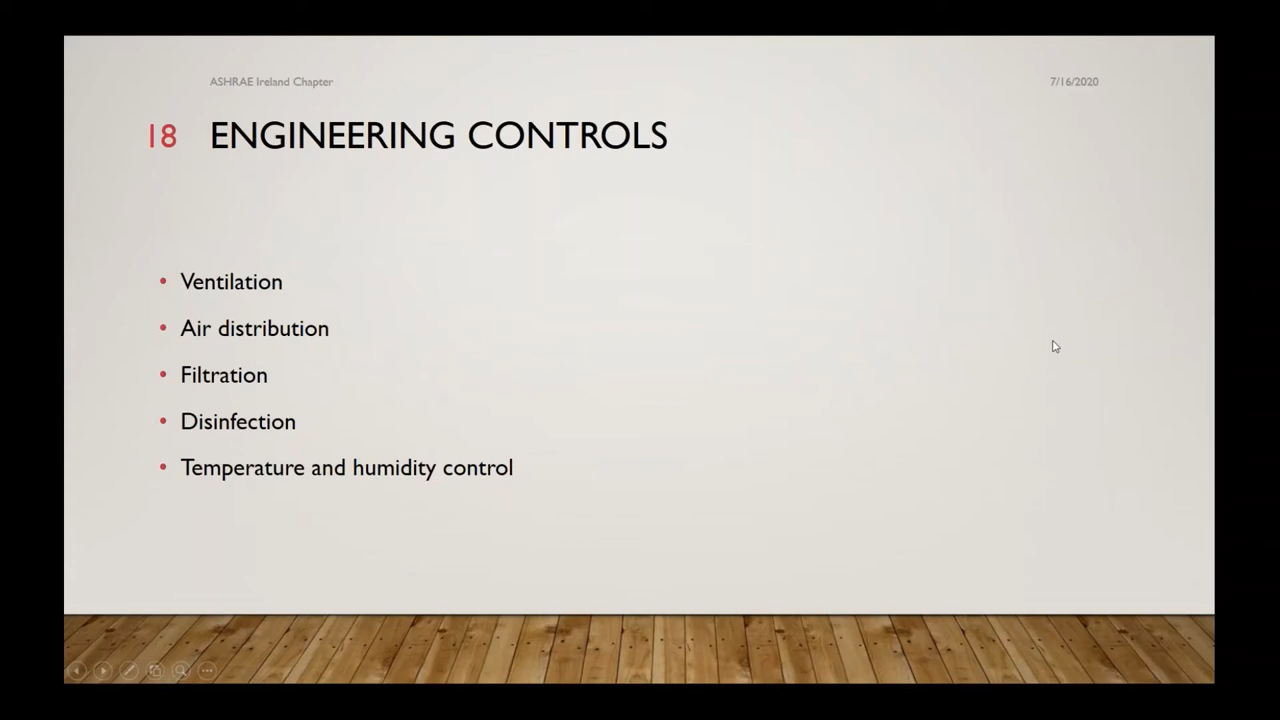 ASHRAE Ireland Chapter
7/16/2020
18 ENGINEERING CONTROLS
• Ventilation
• Air distribution
• Filtration
• Disinfection
• Temperature and humidity control